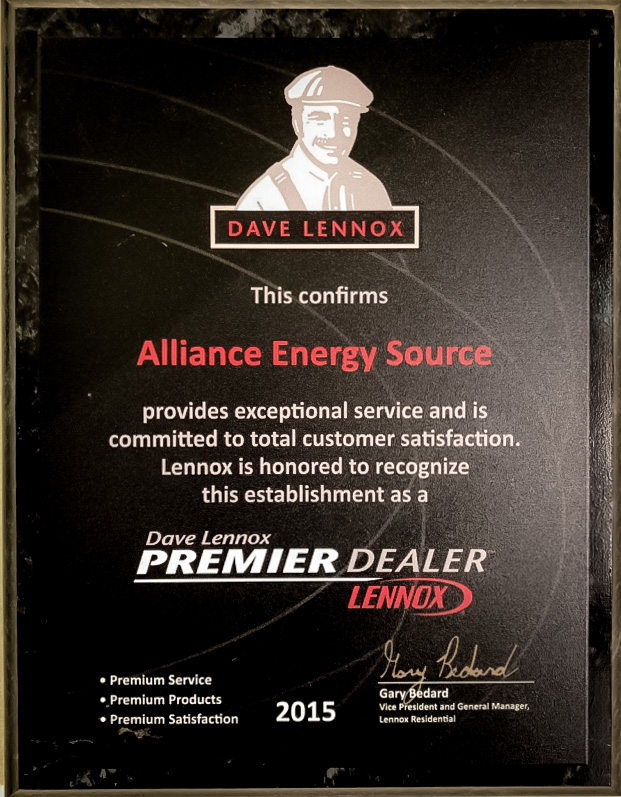 DAVE LENNOX
This confirms
Alliance Energy Source
provides exceptional service and is
committed to total customer satisfaction.
Lennox is honored to recognize
this establishment as a
Dave Lennox
PREMIER DEALER™
LENNOX
• Premium Service
• Premium Products
• Premium Satisfaction
2015
Gary Bedard
Gary Bedard
Vice President and General Manager,
Lennox Residential